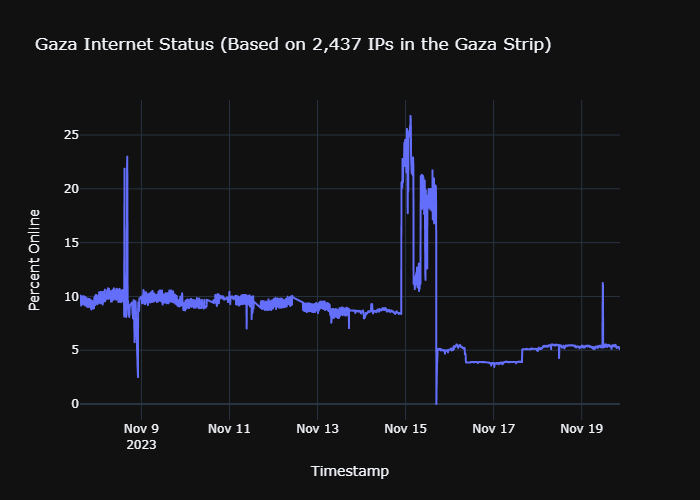 Gaza Internet Status (Based on 2,437 IPs in the Gaza Strip)
25
20
15
10
5
0
Percent Online
Nov 9
2023
Nov 11
Nov 13
Nov 15
Nov 17
Nov 19
Timestamp